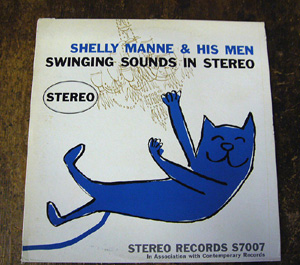 SHELLY MANNE & HIS MEN
SWINGING SOUNDS IN STEREO
STEREO
STEREO RECORDS S7007
In Association with Contemporary Records